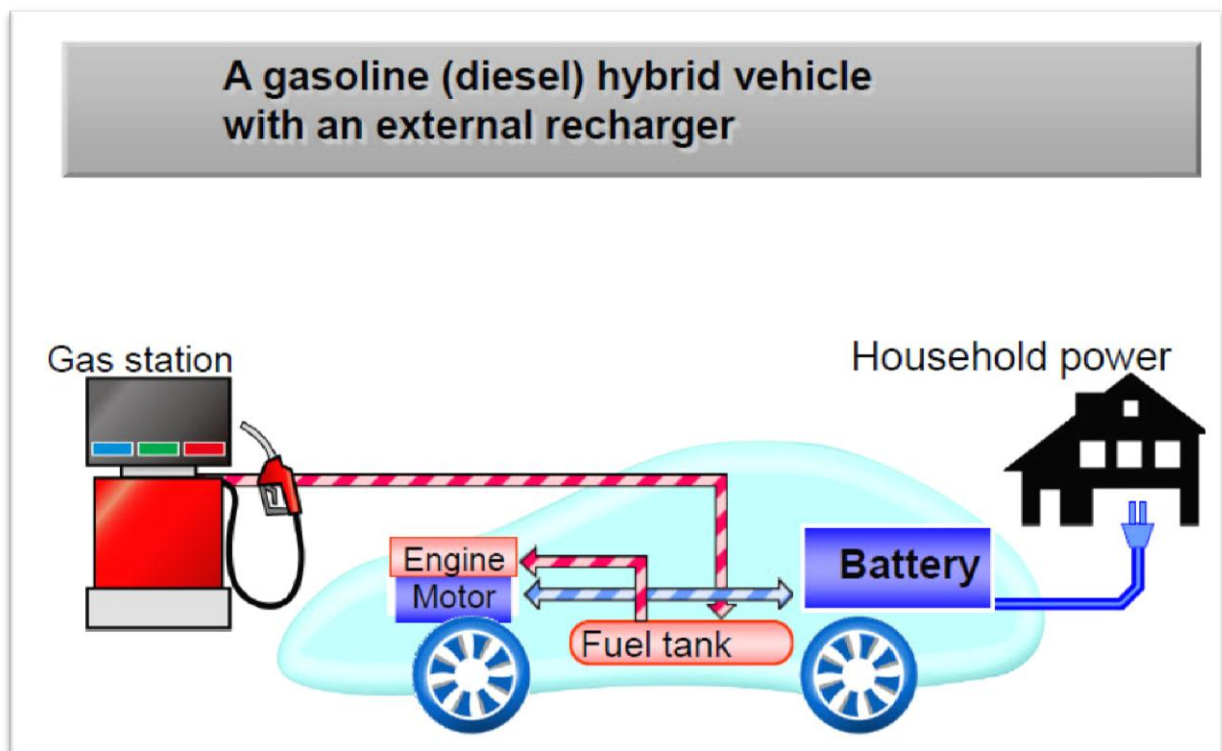 A gasoline (diesel) hybrid vehicle
with an external recharger
Gas station
Household power
Engine
Motor
Battery
Fuel tank